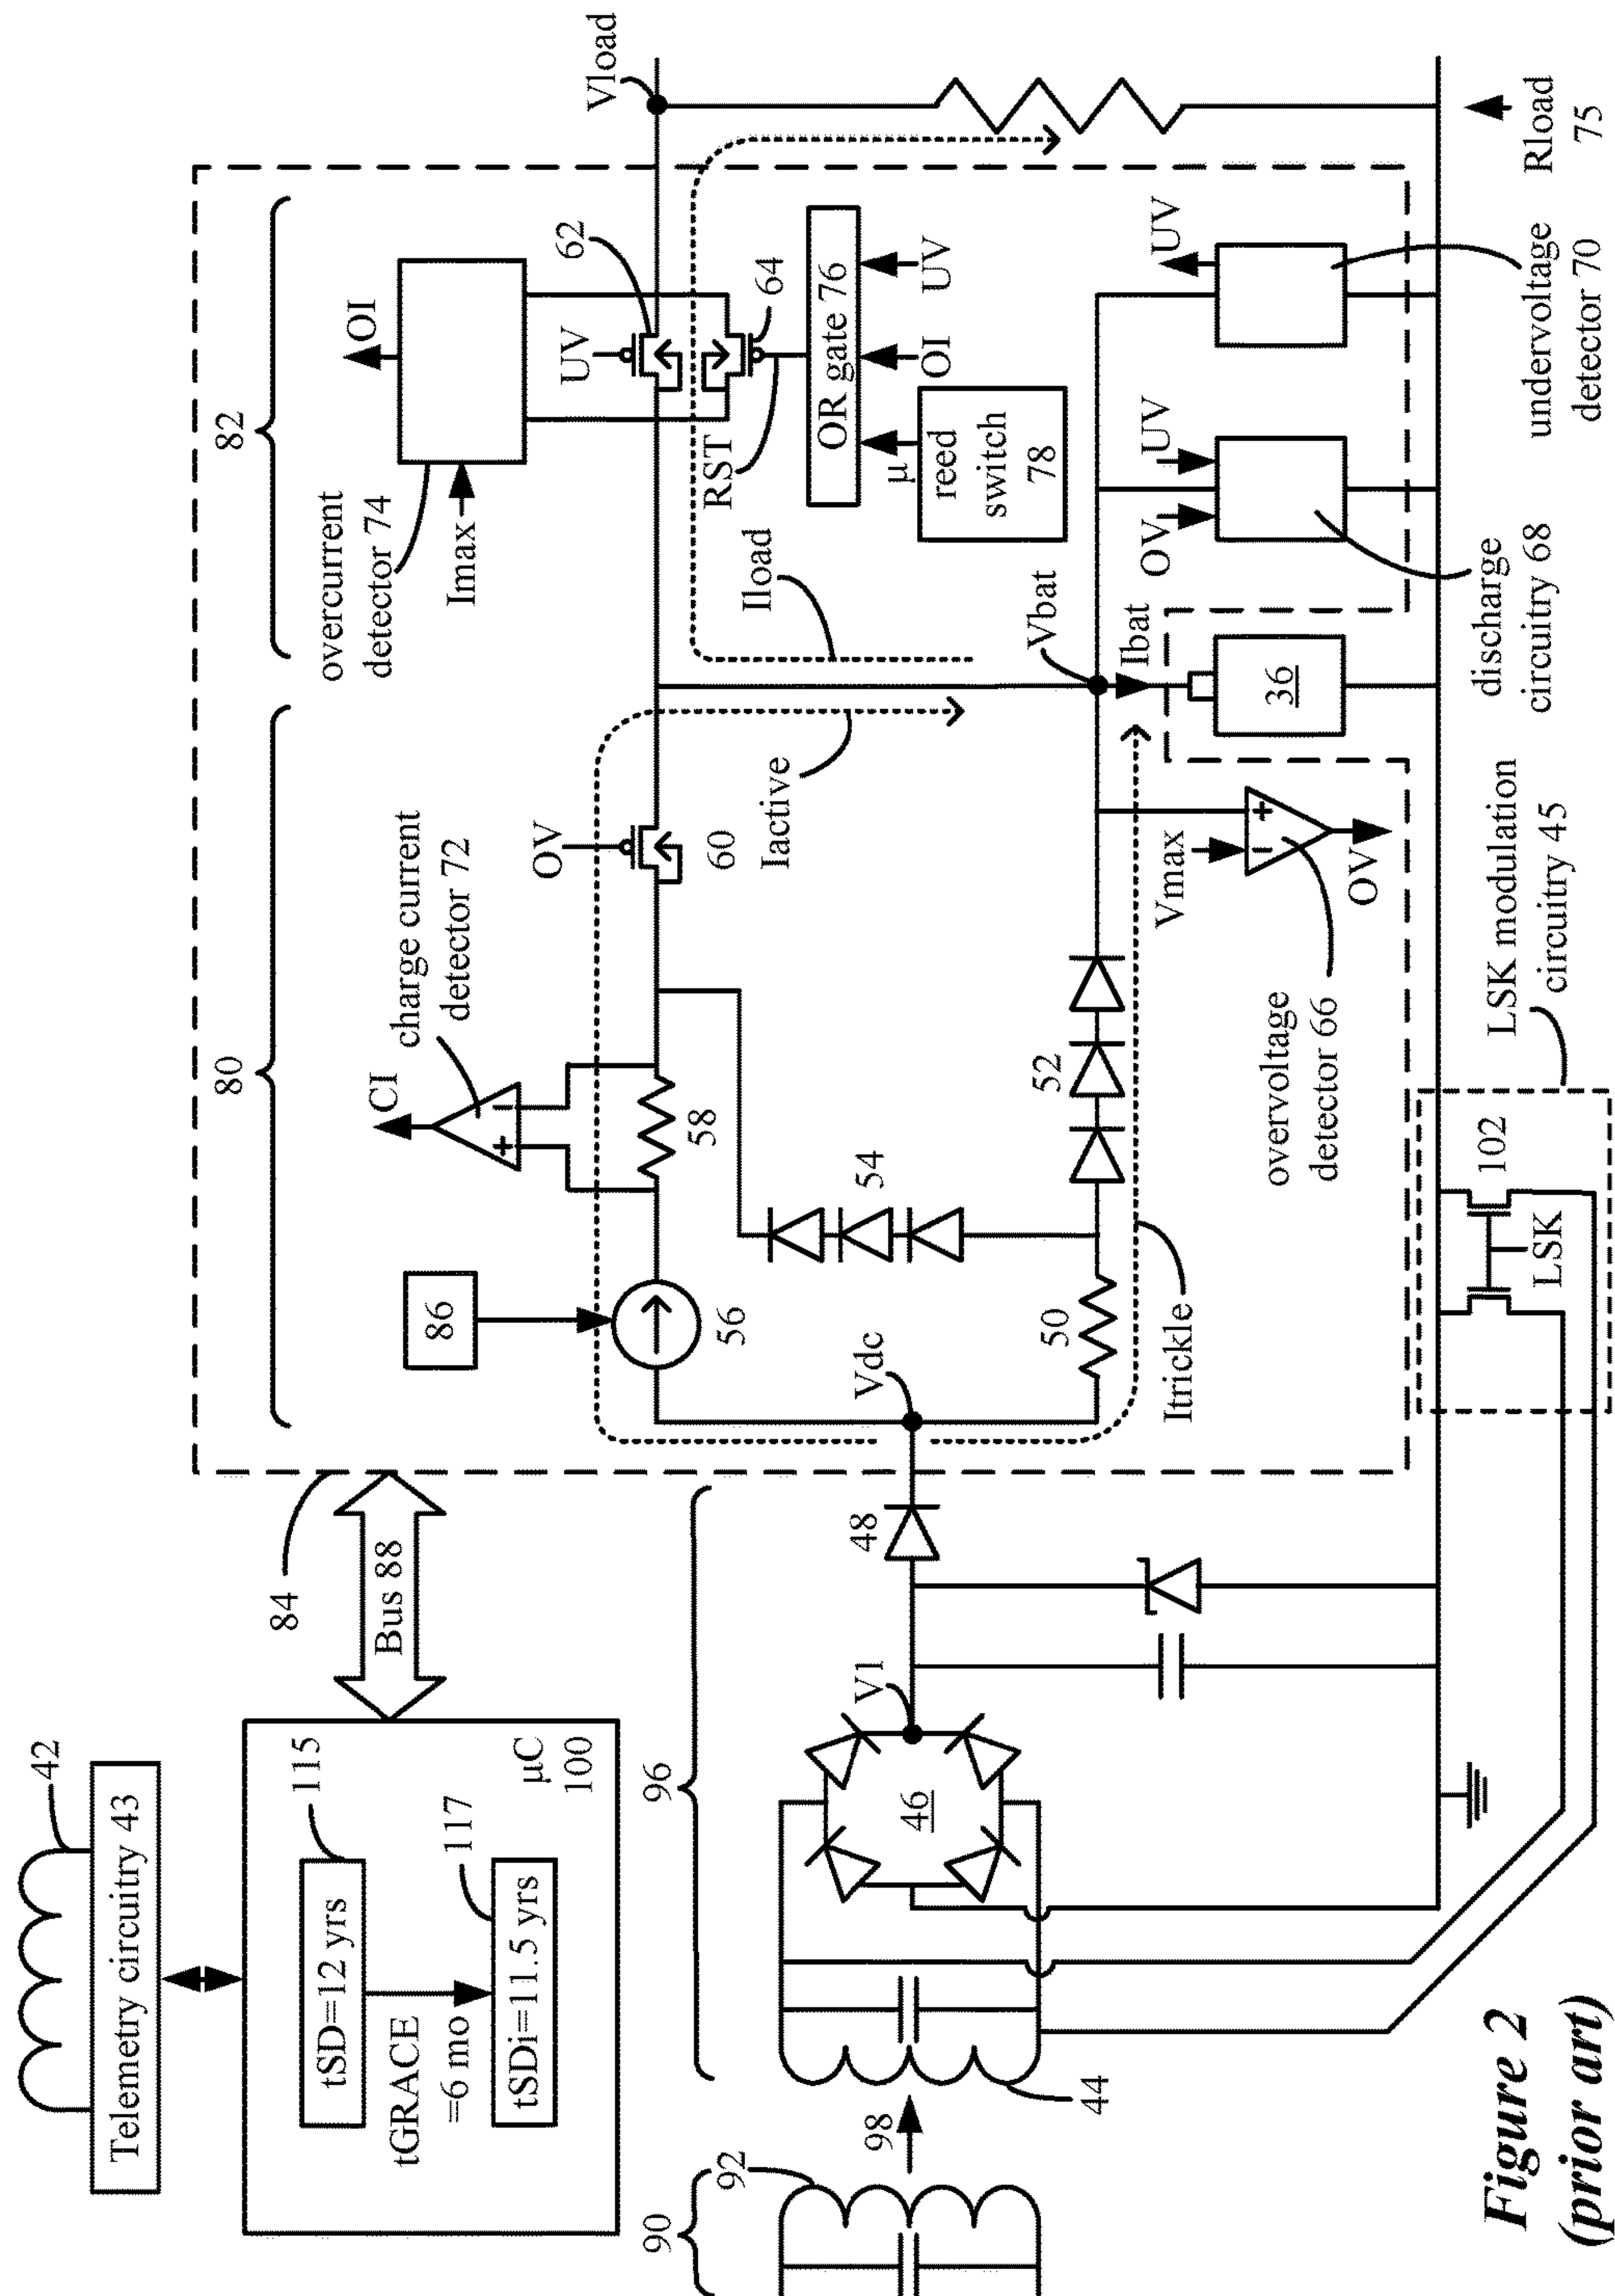 42
Telemetry circuitry 43
115
tSD=12 yrs
tGRACE
=6 mo
117
tSDi=11.5 yrs
μC
100
Bus 88
84
80
82
86
56
CI
charge current
detector 72
58
OV
60
Iactive
overcurrent
detector 74
Imax
OI
UV
62
64
RST
OR gate 76
μ
OI
UV
reed
switch
78
Iload
Vload
90
92
98
44
96
46
V1
48
Vdc
50
54
52
Itrickle
Vbat
Ibat
36
Vmax
OV
overvoltage
detector 66
OV
UV
discharge
circuitry 68
UV
undervoltage
detector 70
Rload
75
LSK modulation
circuitry 45
102
LSK
+
−
+
−
Figure 2
(prior art)